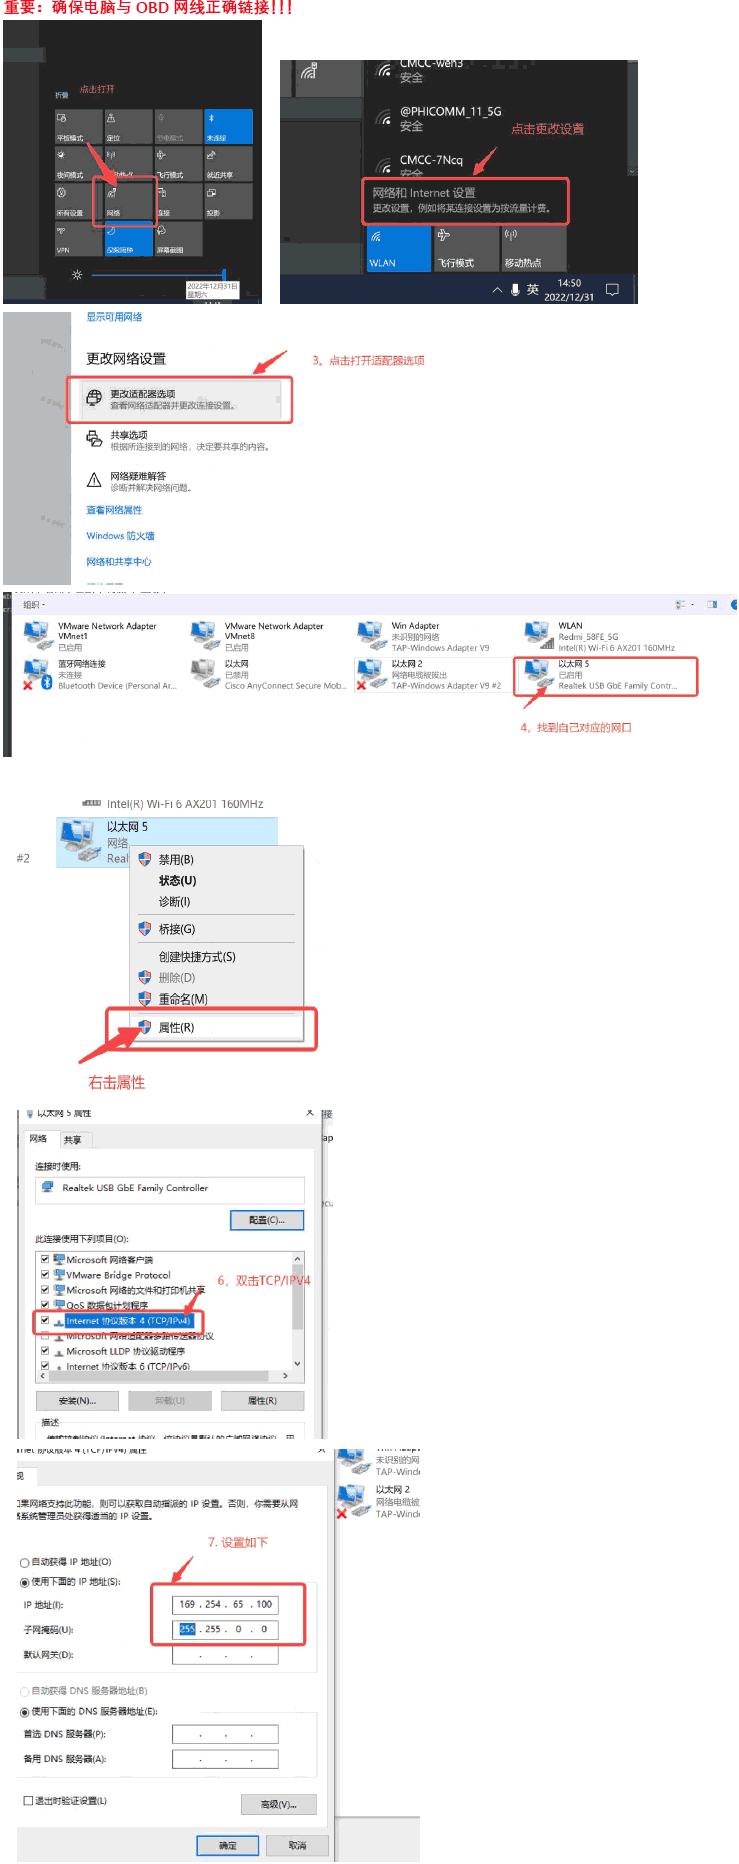 重要：确保电脑与 OBD 网线正确链接!!!
折叠
点击打开
平板模式
定位
节电模式
未连接
夜间模式
飞行模式
就近共享
所有设置
网络
连接
投影
VPN
屏幕截图
2022年12月31日
星期六
CMCC-wen3
安全
@PHICOMM_11_5G
安全
点击更改设置
CMCC-7Ncq
安全
网络和 Internet 设置
更改设置，例如将某连接设置为按流量计费。
WLAN
飞行模式
移动热点
英
14:50
2022/12/31
显示可用网络
更改网络设置
3。点击打开适配器选项
更改适配器选项
查看网络适配器并更改连接设置。
共享选项
根据所连接到的网络，决定要共享的内容。
网络疑难解答
诊断并解决网络问题。
查看网络属性
Windows 防火墙
网络和共享中心
组织
VMware Network Adapter VMnet1
已启用
VMware Network Adapter VMnet8
已启用
Win Adapter
未识别的网络
TAP-Windows Adapter V9
WLAN
Redmi_58FE_5G
Intel(R) Wi-Fi 6 AX201 160MHz
蓝牙网络连接
未连接
Bluetooth Device (Personal Ar...
以太网
已禁用
Cisco AnyConnect Secure Mob...
以太网 2
网络电缆被拔出
TAP-Windows Adapter V9 #2
以太网 5
已启用
Realtek USB GbE Family Contr...
4，找到自己对应的网口
Intel(R) Wi-Fi 6 AX201 160MHz
以太网 5
网络
#2
Realt
禁用(B)
状态(U)
诊断(I)
桥接(G)
创建快捷方式(S)
删除(D)
重命名(M)
属性(R)
右击属性
以太网 5 属性
网络
共享
连接时使用:
Realtek USB GbE Family Controller
配置(C)...
此连接使用下列项目(O):
Microsoft 网络客户端
VMware Bridge Protocol
Microsoft 网络的文件和打印机共享
6，双击TCP/IPV4
QoS 数据包计划程序
Internet 协议版本 4 (TCP/IPv4)
Microsoft 网络适配器多路传送器协议
Microsoft LLDP 协议驱动程序
Internet 协议版本 6 (TCP/IPv6)
安装(N)...
卸载(U)
属性(R)
描述
net 协议版本 4 (TCP/IPv4) 属性
未识别的网
TAP-Winde
以太网 2
网络电缆被
TAP-Wind
规
如果网络支持此功能，则可以获取自动指派的 IP 设置。否则，你需要从网
络系统管理员处获得适当的 IP 设置。
7. 设置如下
自动获得 IP 地址(O)
使用下面的 IP 地址(S):
IP 地址(I):
169 . 254 . 65 . 100
子网掩码(U):
255 . 255 . 0 . 0
默认网关(D):
自动获得 DNS 服务器地址(B)
使用下面的 DNS 服务器地址(E):
首选 DNS 服务器(P):
备用 DNS 服务器(A):
退出时验证设置(L)
高级(V)...
确定
取消